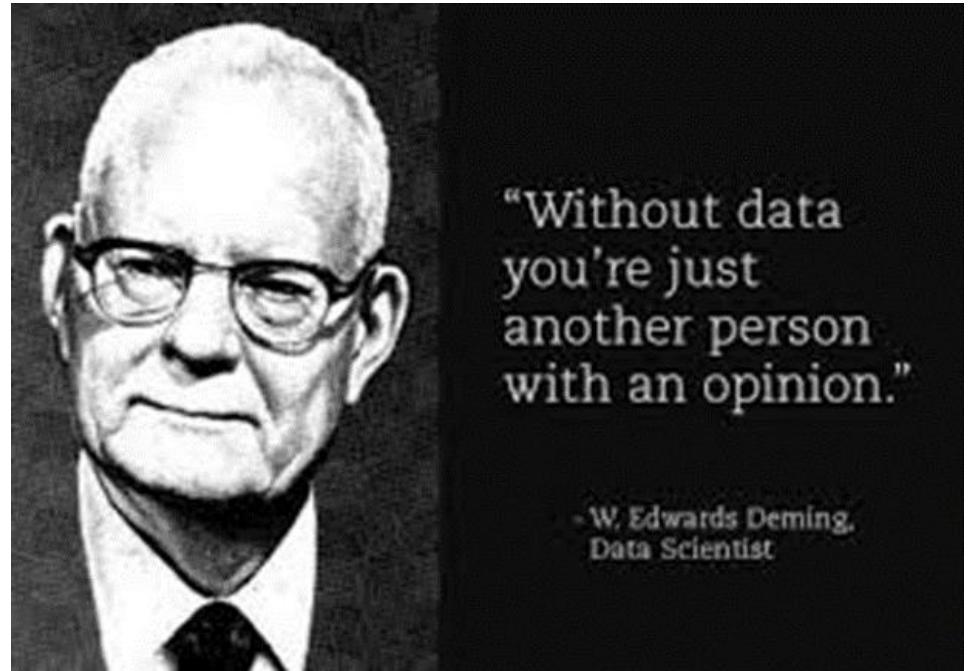 “Without data
you’re just
another person
with an opinion.”
- W. Edwards Deming,
Data Scientist